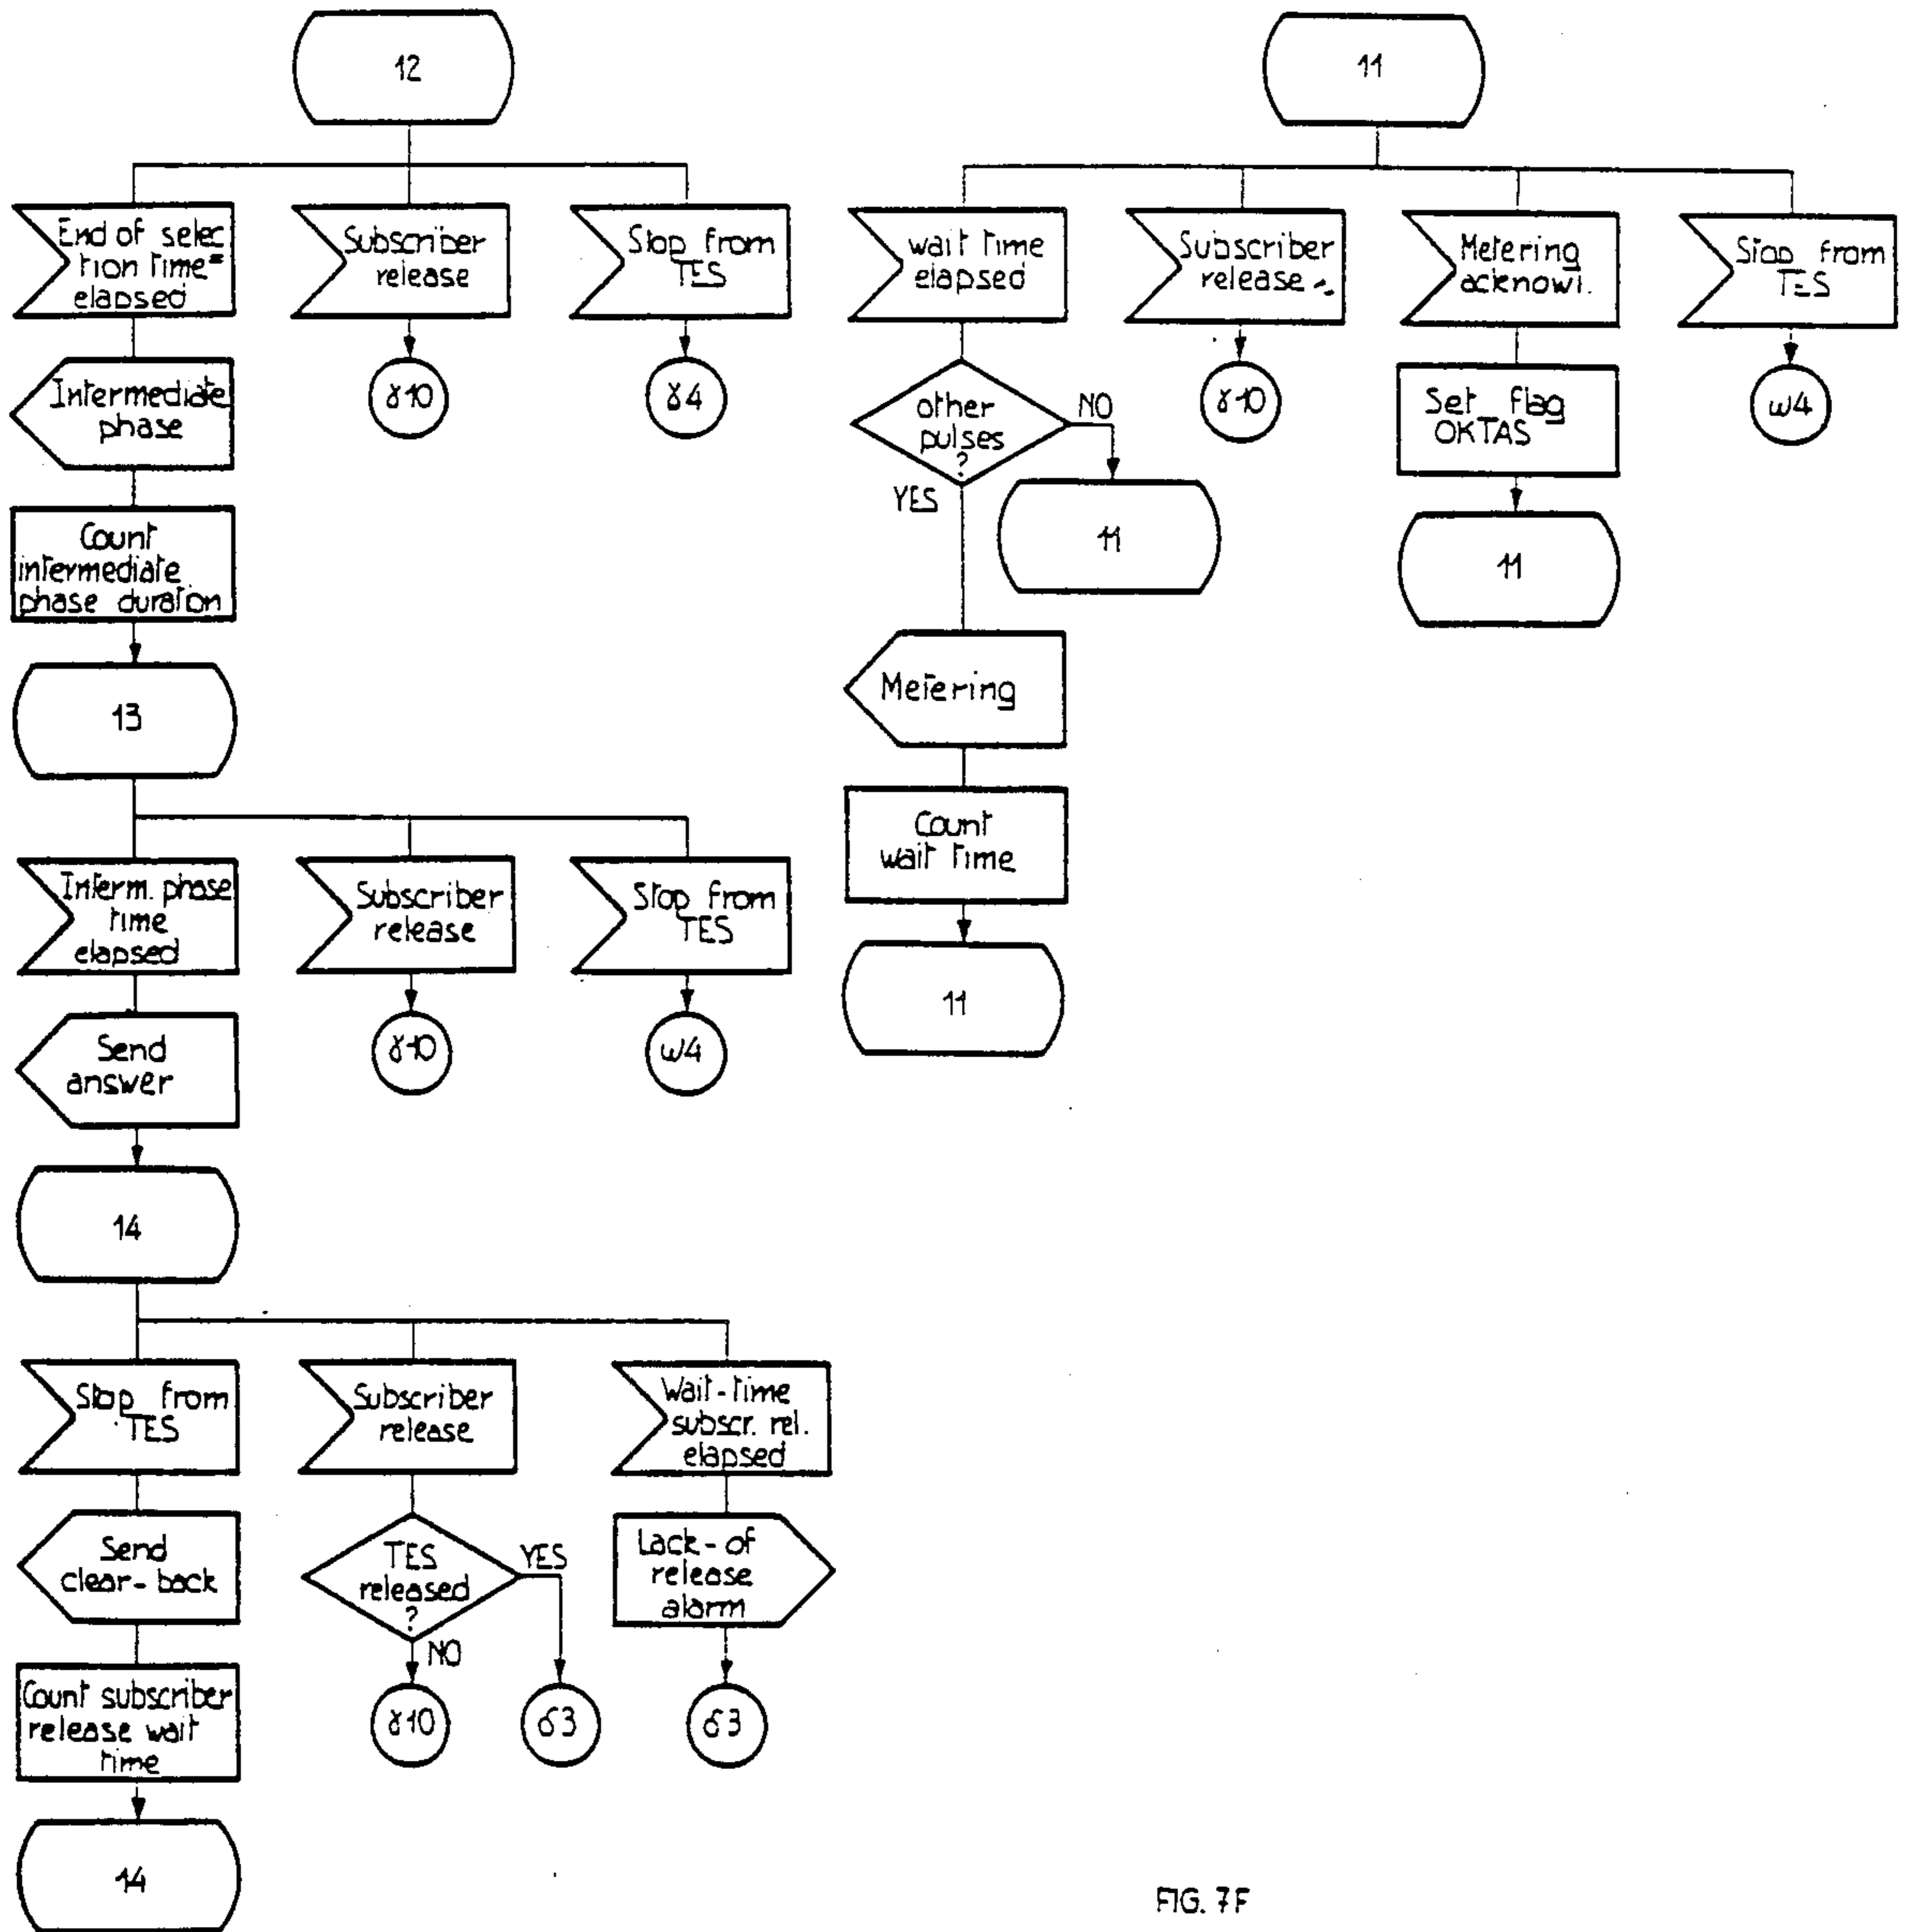 12
End of selec
tion time=
elapsed
Subscriber
release
Stop from
TES
Intermediate
phase
γ10
γ4
Count
intermediate
phase duration
13
Interm. phase
time
elapsed
Subscriber
release
Stop from
TES
Send
answer
γ10
ω4
14
Stop from
TES
Subscriber
release
Wait-time
subscr. rel.
elapsed
Send
clear-back
TES
released
?
YES
NO
Lack-of
release
alarm
Count subscriber
release wait
time
γ10
δ3
δ3
14
11
wait time
elapsed
Subscriber
release
Metering
acknowl.
Stop from
TES
other
pulses
?
NO
YES
γ10
Set flag
OKTAS
ω4
11
11
Metering
Count
wait time
11
FIG. 7F